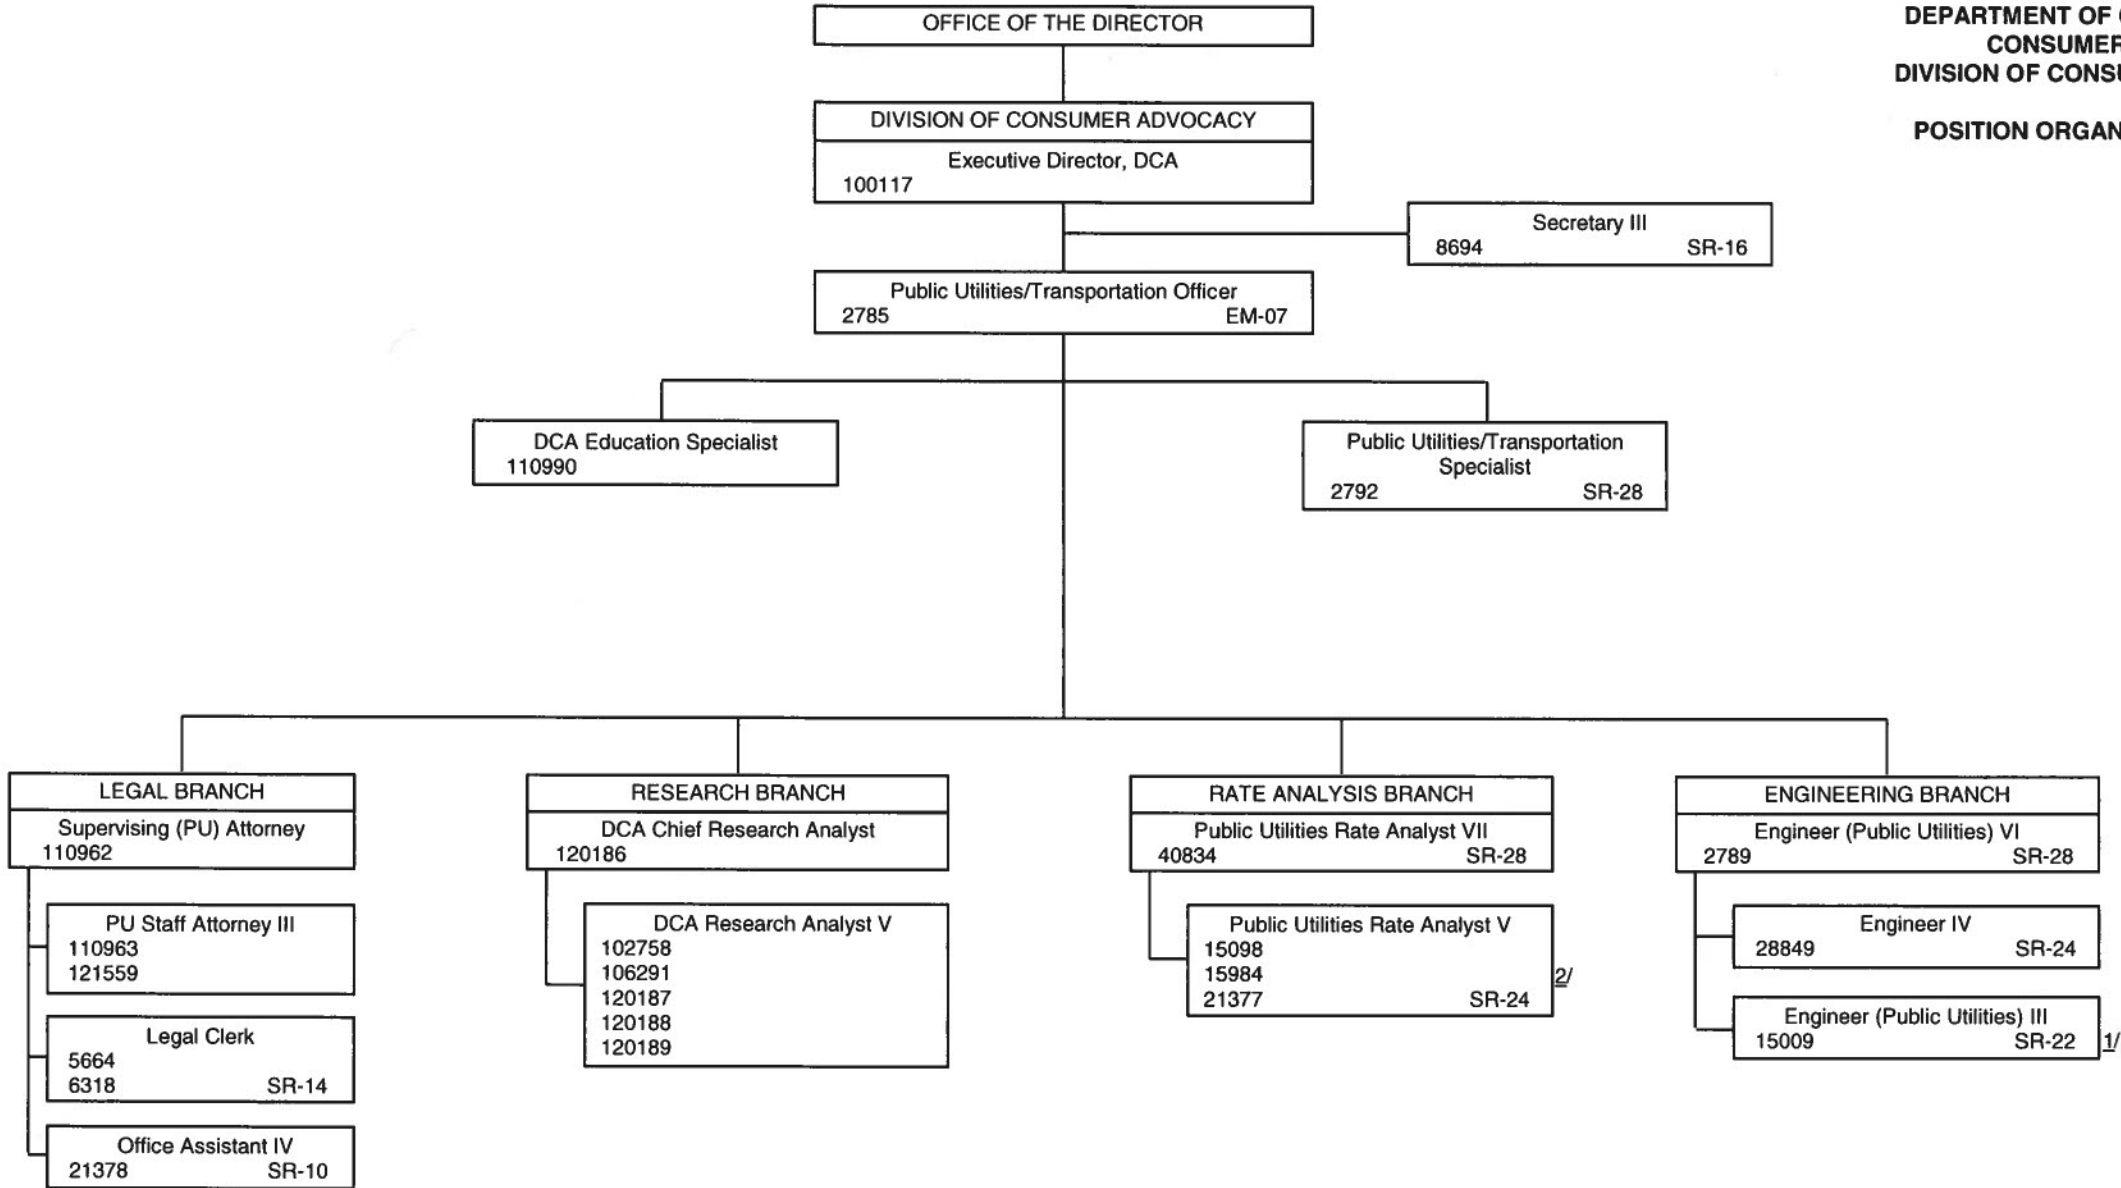 OFFICE OF THE DIRECTOR
DEPARTMENT OF
CONSUMER
DIVISION OF
POSITION
DIVISION OF CONSUMER ADVOCACY
Executive Director, DCA
100117
Secretary III
8694 SR-16
Public Utilities/Transportation Officer
2785 EM-07
DCA Education Specialist
110990
Public Utilities/Transportation
Specialist
2792 SR-28
LEGAL BRANCH
Supervising (PU) Attorney
110962
PU Staff Attorney III
110963
121559
Legal Clerk
5664
6318 SR-14
Office Assistant IV
21378 SR-10
RESEARCH BRANCH
DCA Chief Research Analyst
120186
DCA Research Analyst V
102758
106291
120187
120188
120189
RATE ANALYSIS BRANCH
Public Utilities Rate Analyst VII
40834 SR-28
Public Utilities Rate Analyst V
15098
15984
21377 SR-24
2/
ENGINEERING BRANCH
Engineer (Public Utilities) VI
2789 SR-28
Engineer IV
28849 SR-24
Engineer (Public Utilities) III
15009 SR-22
1/